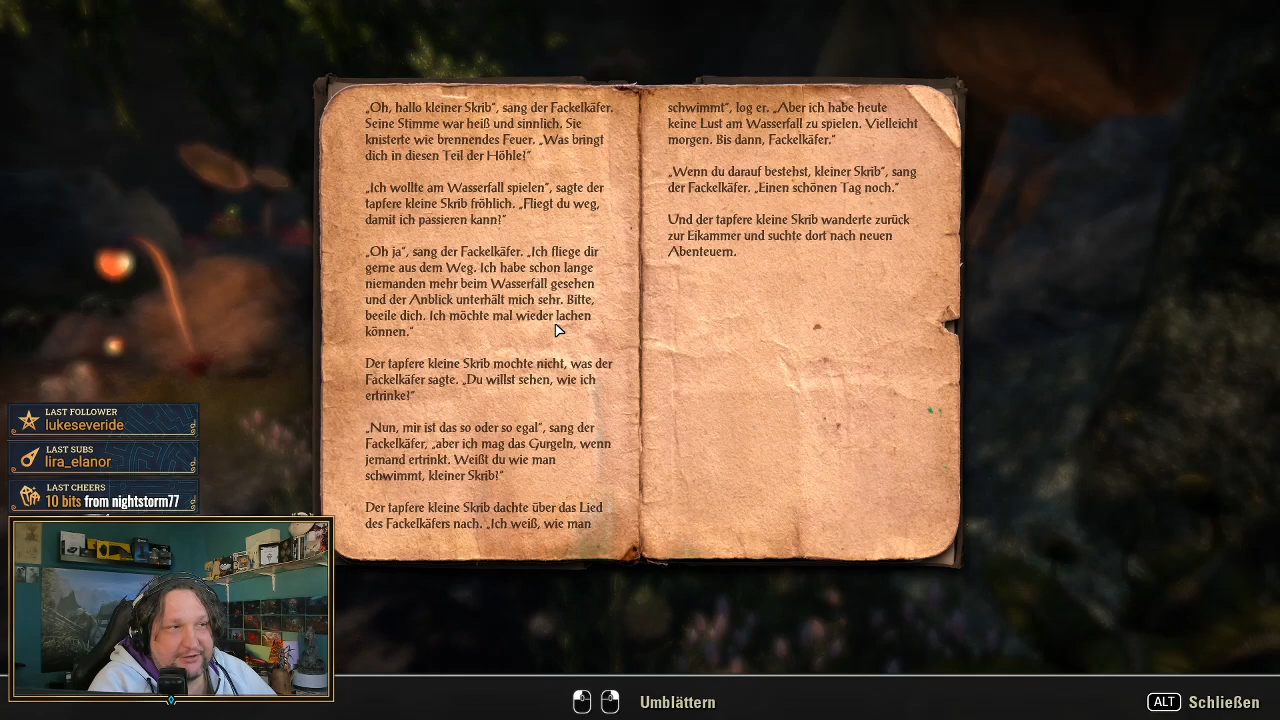 „Oh, hallo kleiner Skrib“, sang der Fackelkäfer.
Seine Stimme war heiß und sinnlich. Sie
knisterte wie brennendes Feuer. „Was bringt
dich in diesen Teil der Höhle?“
„Ich wollte am Wasserfall spielen“, sagte der
tapfere kleine Skrib fröhlich. „Fliegt du weg,
damit ich passieren kann?“
„Oh ja“, sang der Fackelkäfer. „Ich fliege dir
gerne aus dem Weg. Ich habe schon lange
niemanden mehr beim Wasserfall gesehen
und der Anblick unterhält mich sehr. Bitte,
beeile dich. Ich möchte mal wieder lachen
können.“
Der tapfere kleine Skrib mochte nicht, was der
Fackelkäfer sagte. „Du willst sehen, wie ich
ertrinke?“
„Nun, mir ist das so oder so egal“, sang der
Fackelkäfer, „aber ich mag das Gurgeln, wenn
jemand ertrinkt. Weißt du wie man
schwimmt, kleiner Skrib?“
Der tapfere kleine Skrib dachte über das Lied
des Fackelkäfers nach. „Ich weiß, wie man
schwimmt“, log er. „Aber ich habe heute
keine Lust am Wasserfall zu spielen. Vielleicht
morgen. Bis dann, Fackelkäfer.“
„Wenn du darauf bestehst, kleiner Skrib“, sang
der Fackelkäfer. „Einen schönen Tag noch.“
Und der tapfere kleine Skrib wanderte zurück
zur Eikammer und suchte dort nach neuen
Abenteuern.
LAST FOLLOWER
lukeseveride
LAST SUBS
lira_elanor
LAST CHEERS
10 bits from nightstorm77
Umblättern
ALT Schließen